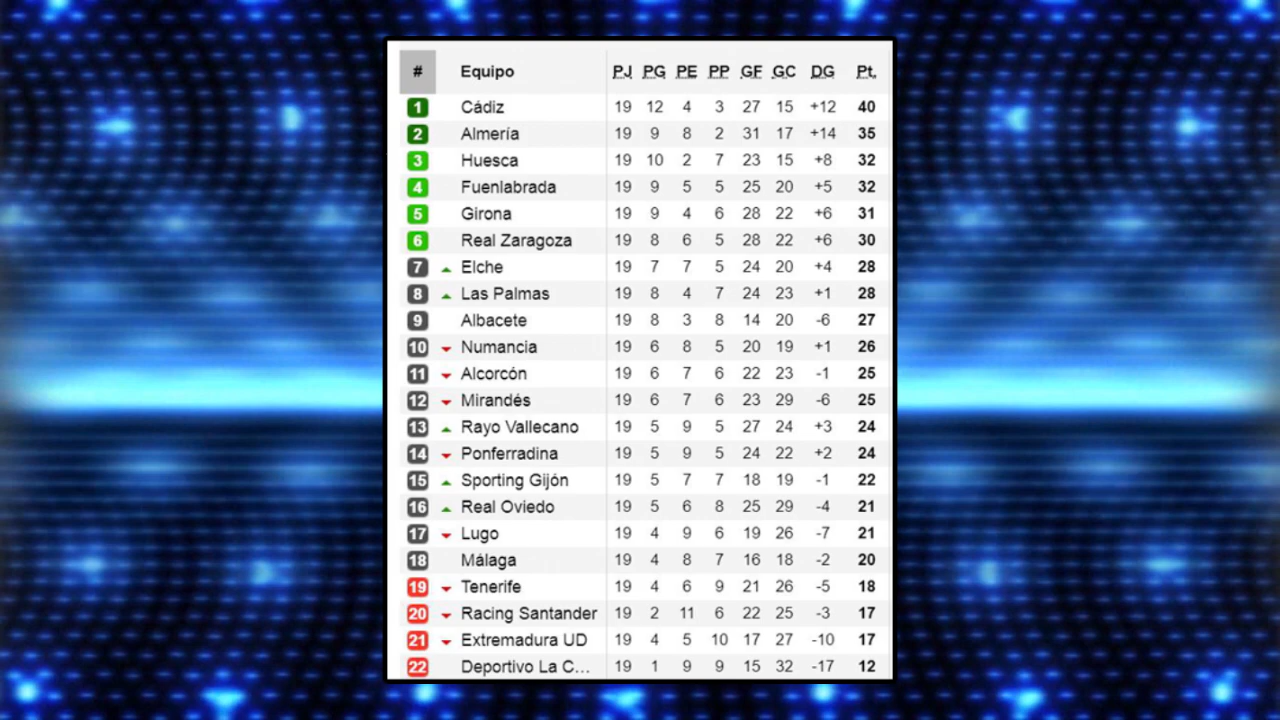 # Equipo PJ PG PE PP GF GC DG Pt.
1 Cádiz 19 12 4 3 27 15 +12 40
2 Almería 19 9 8 2 31 17 +14 35
3 Huesca 19 10 2 7 23 15 +8 32
4 Fuenlabrada 19 9 5 5 25 20 +5 32
5 Girona 19 9 4 6 28 22 +6 31
6 Real Zaragoza 19 8 6 5 28 22 +6 30
7 Elche 19 7 7 5 24 20 +4 28
8 Las Palmas 19 8 4 7 24 23 +1 28
9 Albacete 19 8 3 8 14 20 -6 27
10 Numancia 19 6 8 5 20 19 +1 26
11 Alcorcón 19 6 7 6 22 23 -1 25
12 Mirandés 19 6 7 6 23 29 -6 25
13 Rayo Vallecano 19 5 9 5 27 24 +3 24
14 Ponferradina 19 5 9 5 24 22 +2 24
15 Sporting Gijón 19 5 7 7 18 19 -1 22
16 Real Oviedo 19 5 6 8 25 29 -4 21
17 Lugo 19 4 9 6 19 26 -7 21
18 Málaga 19 4 8 7 16 18 -2 20
19 Tenerife 19 4 6 9 21 26 -5 18
20 Racing Santander 19 2 11 6 22 25 -3 17
21 Extremadura UD 19 4 5 10 17 27 -10 17
22 Deportivo La C... 19 1 9 9 15 32 -17 12